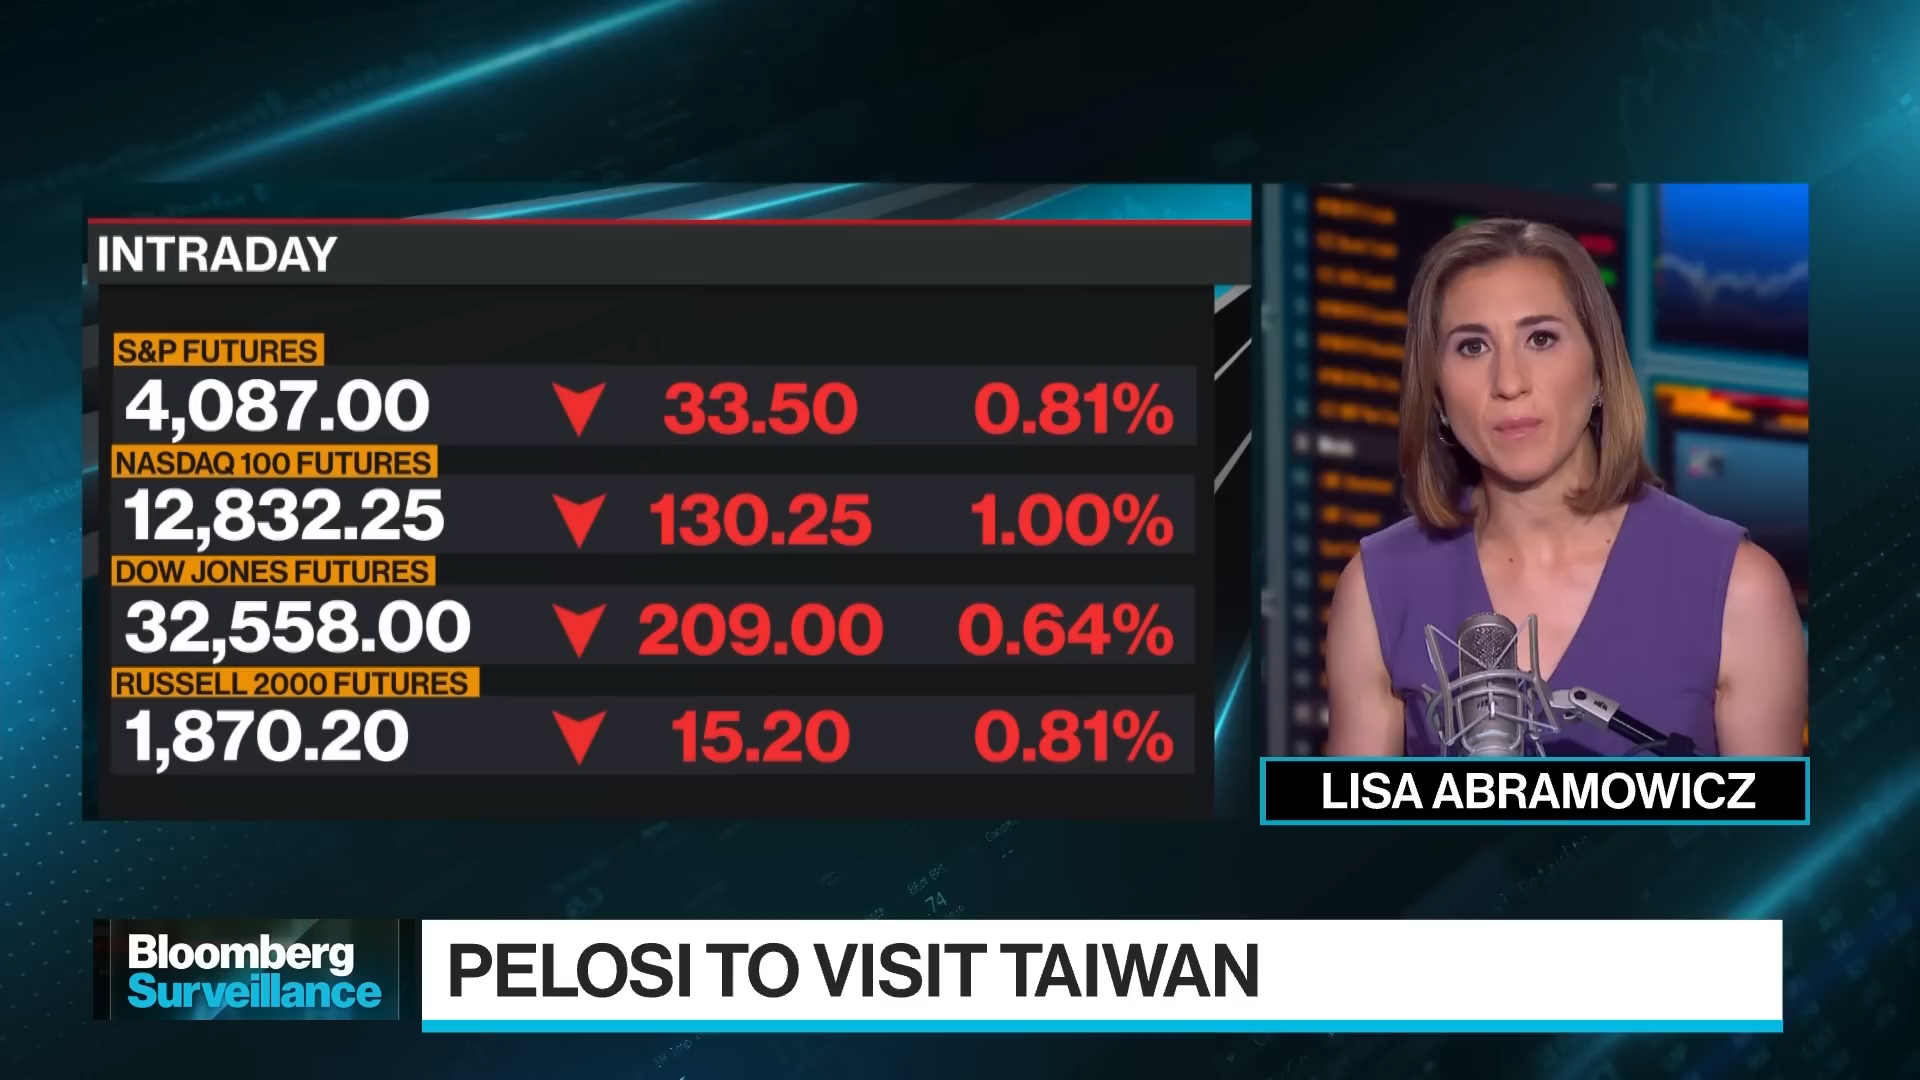 INTRADAY
S&P FUTURES
4,087.00 33.50 0.81%
NASDAQ 100 FUTURES
12,832.25 130.25 1.00%
DOW JONES FUTURES
32,558.00 209.00 0.64%
RUSSELL 2000 FUTURES
1,870.20 15.20 0.81%
LISA ABRAMOWICZ
74
Bloomberg
Surveillance
PELOSI TO VISIT TAIWAN